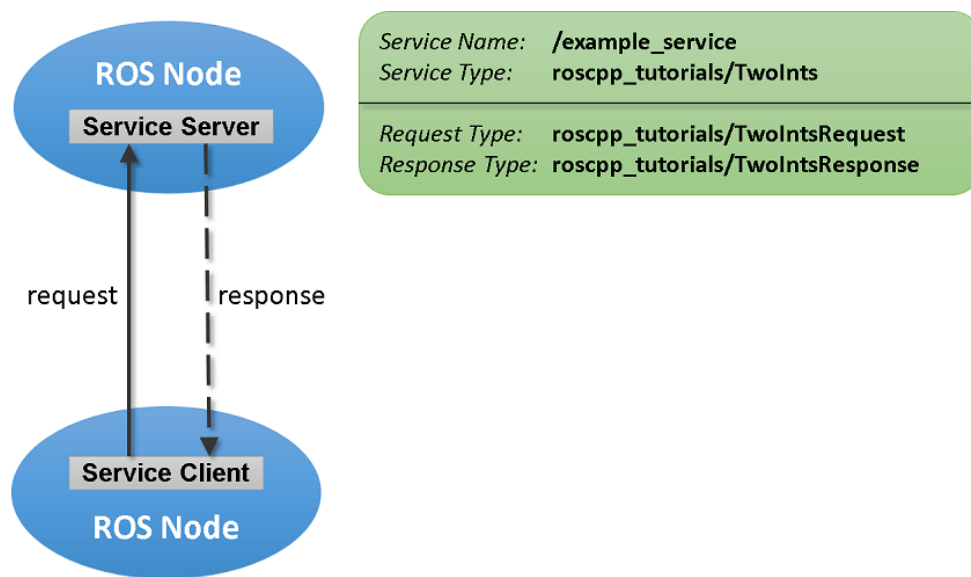 ROS Node
Service Server
request
response
Service Client
ROS Node
Service Name: /example_service
Service Type: roscpp_tutorials/TwoInts
Request Type: roscpp_tutorials/TwoIntsRequest
Response Type: roscpp_tutorials/TwoIntsResponse